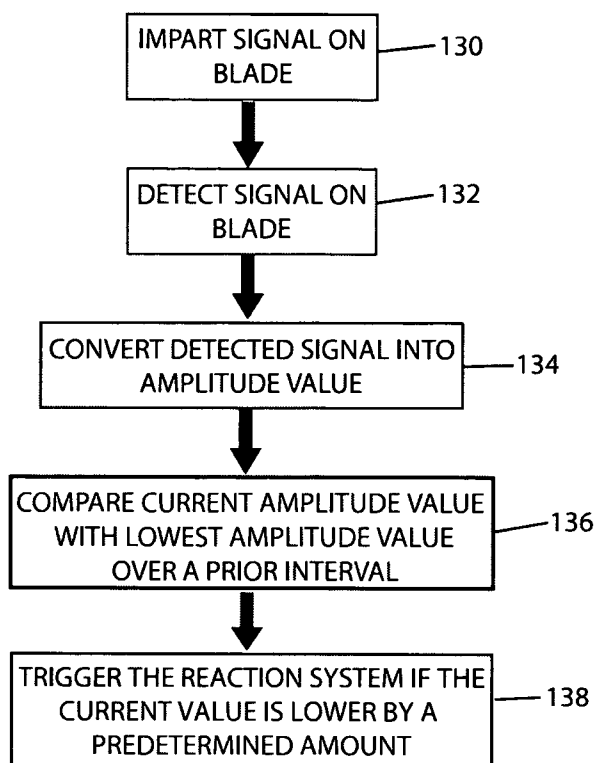 IMPART SIGNAL ON
BLADE
130
DETECT SIGNAL ON
BLADE
132
CONVERT DETECTED SIGNAL INTO
AMPLITUDE VALUE
134
COMPARE CURRENT AMPLITUDE VALUE
WITH LOWEST AMPLITUDE VALUE
OVER A PRIOR INTERVAL
136
TRIGGER THE REACTION SYSTEM IF THE
CURRENT VALUE IS LOWER BY A
PREDETERMINED AMOUNT
138